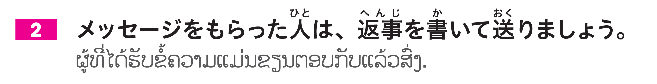 2 メッセージをもらった人は、返事を書いて送りましょう。
ຜູ້ທີ່ໄດ້ຮັບຂໍ້ຄວາມແມ່ນຂຽນຕອບກັບແລ້ວສົ່ງ.